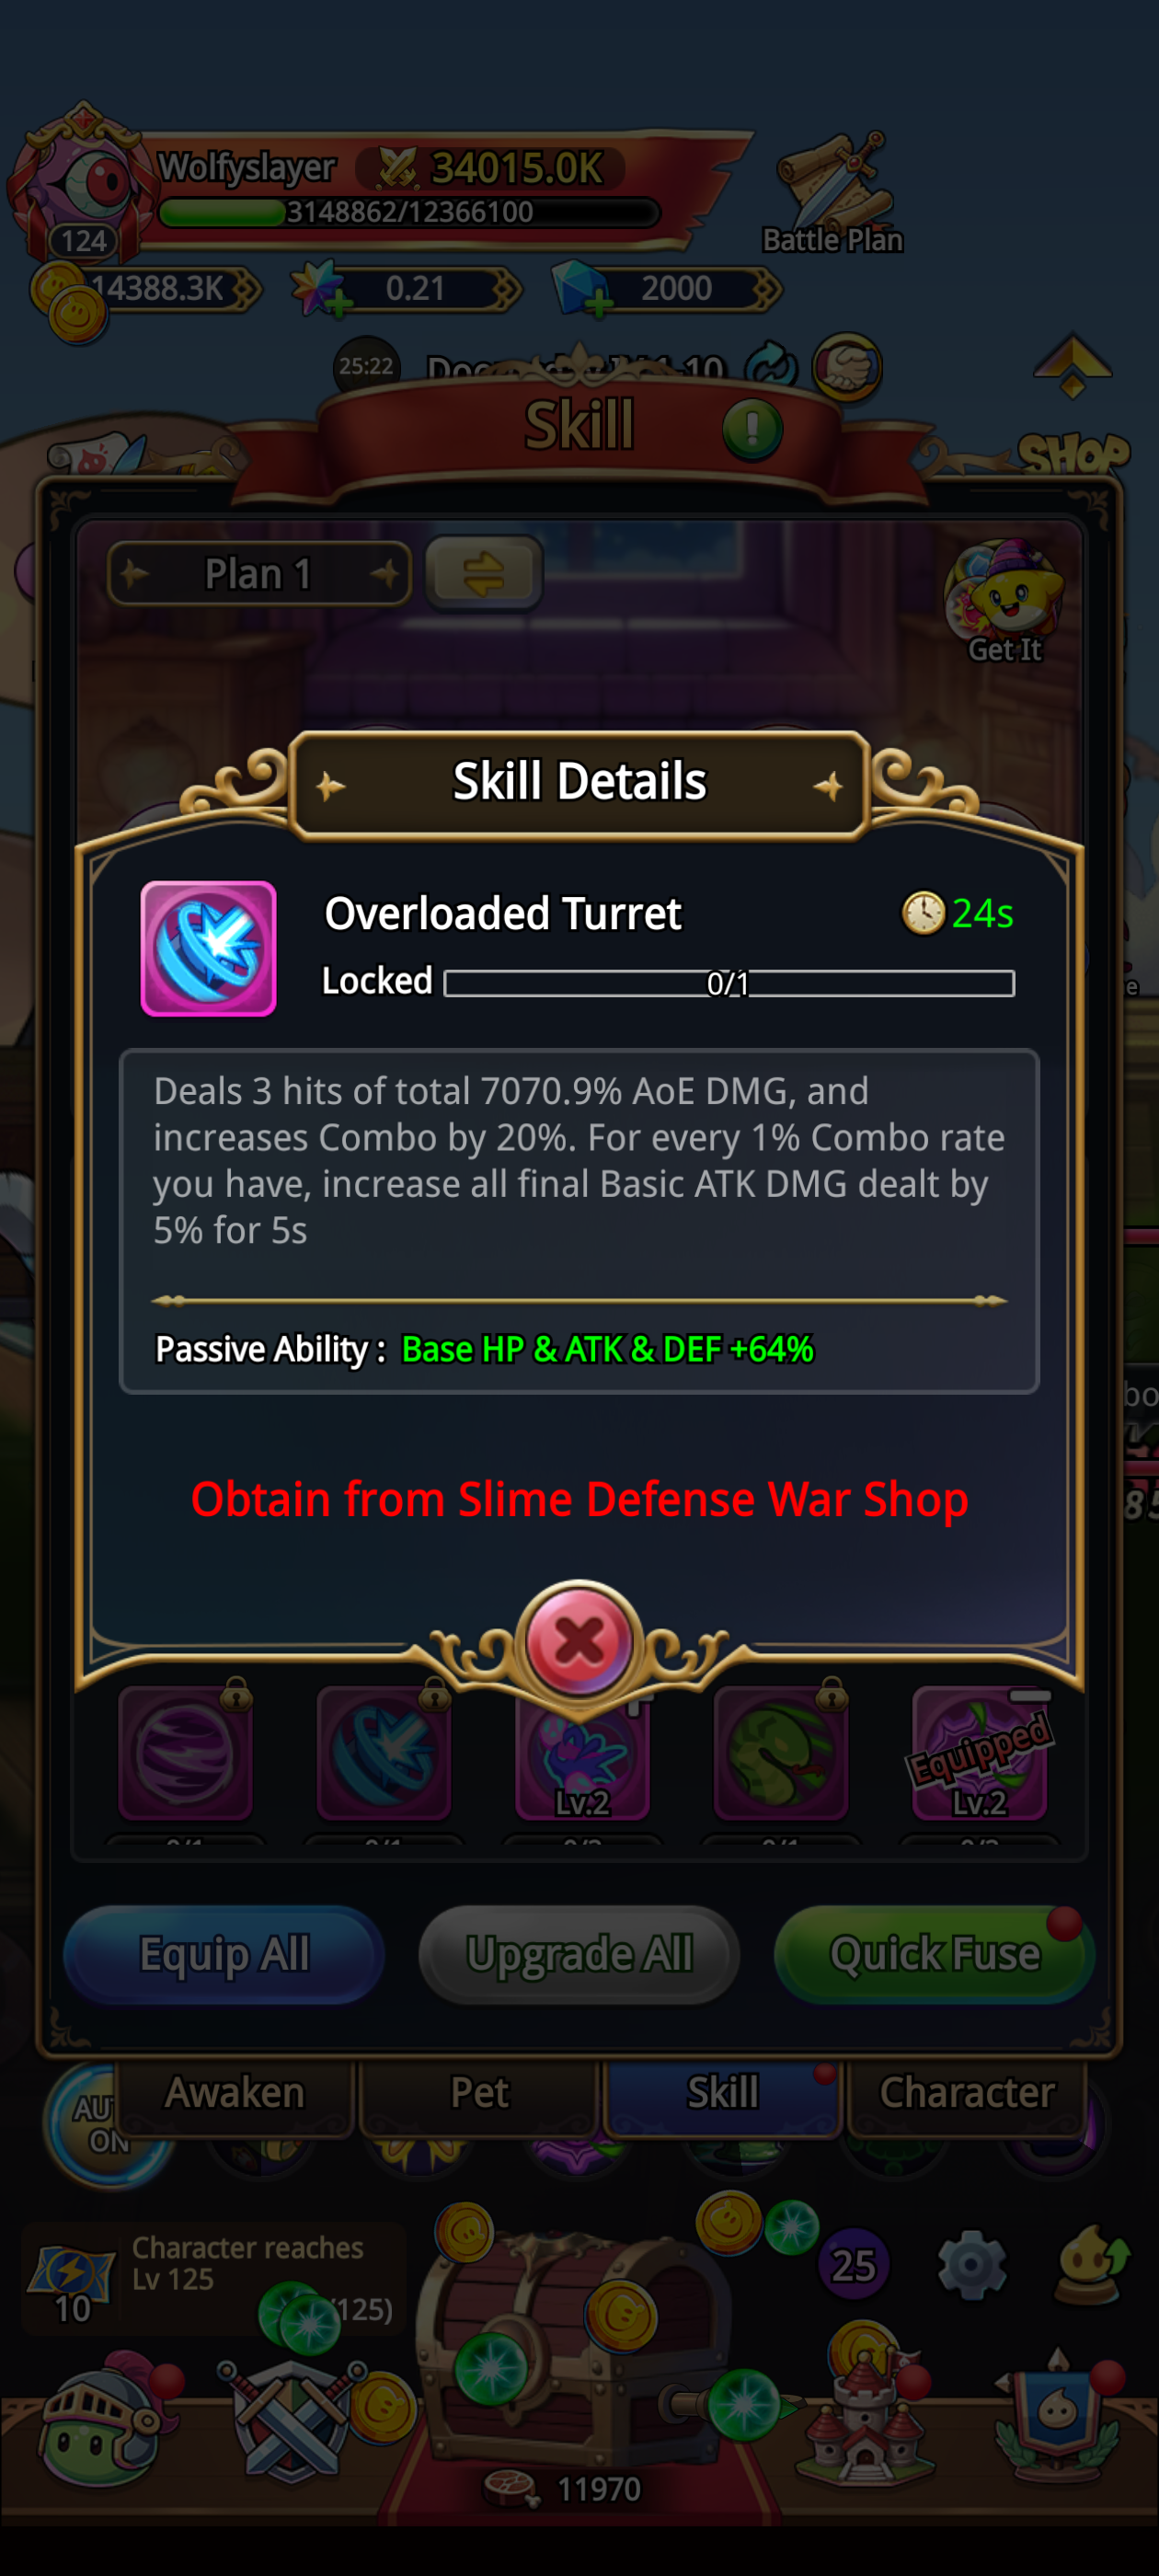 Wolfyslayer
34015.0K
3148862/12366100
124
Battle Plan
14388.3K
0.21
2000
25:22
Skill
SHOP
Plan 1
Get It
Skill Details
Overloaded Turret
24s
Locked
0/1
Deals 3 hits of total 7070.9% AoE DMG, and
increases Combo by 20%. For every 1% Combo rate
you have, increase all final Basic ATK DMG dealt by
5% for 5s
Passive Ability : Base HP & ATK & DEF +64%
Obtain from Slime Defense War Shop
Lv.2
Equipped
Lv.2
Equip All
Upgrade All
Quick Fuse
Awaken
Pet
Skill
Character
ON
Character reaches
Lv 125
10
125)
25
11970